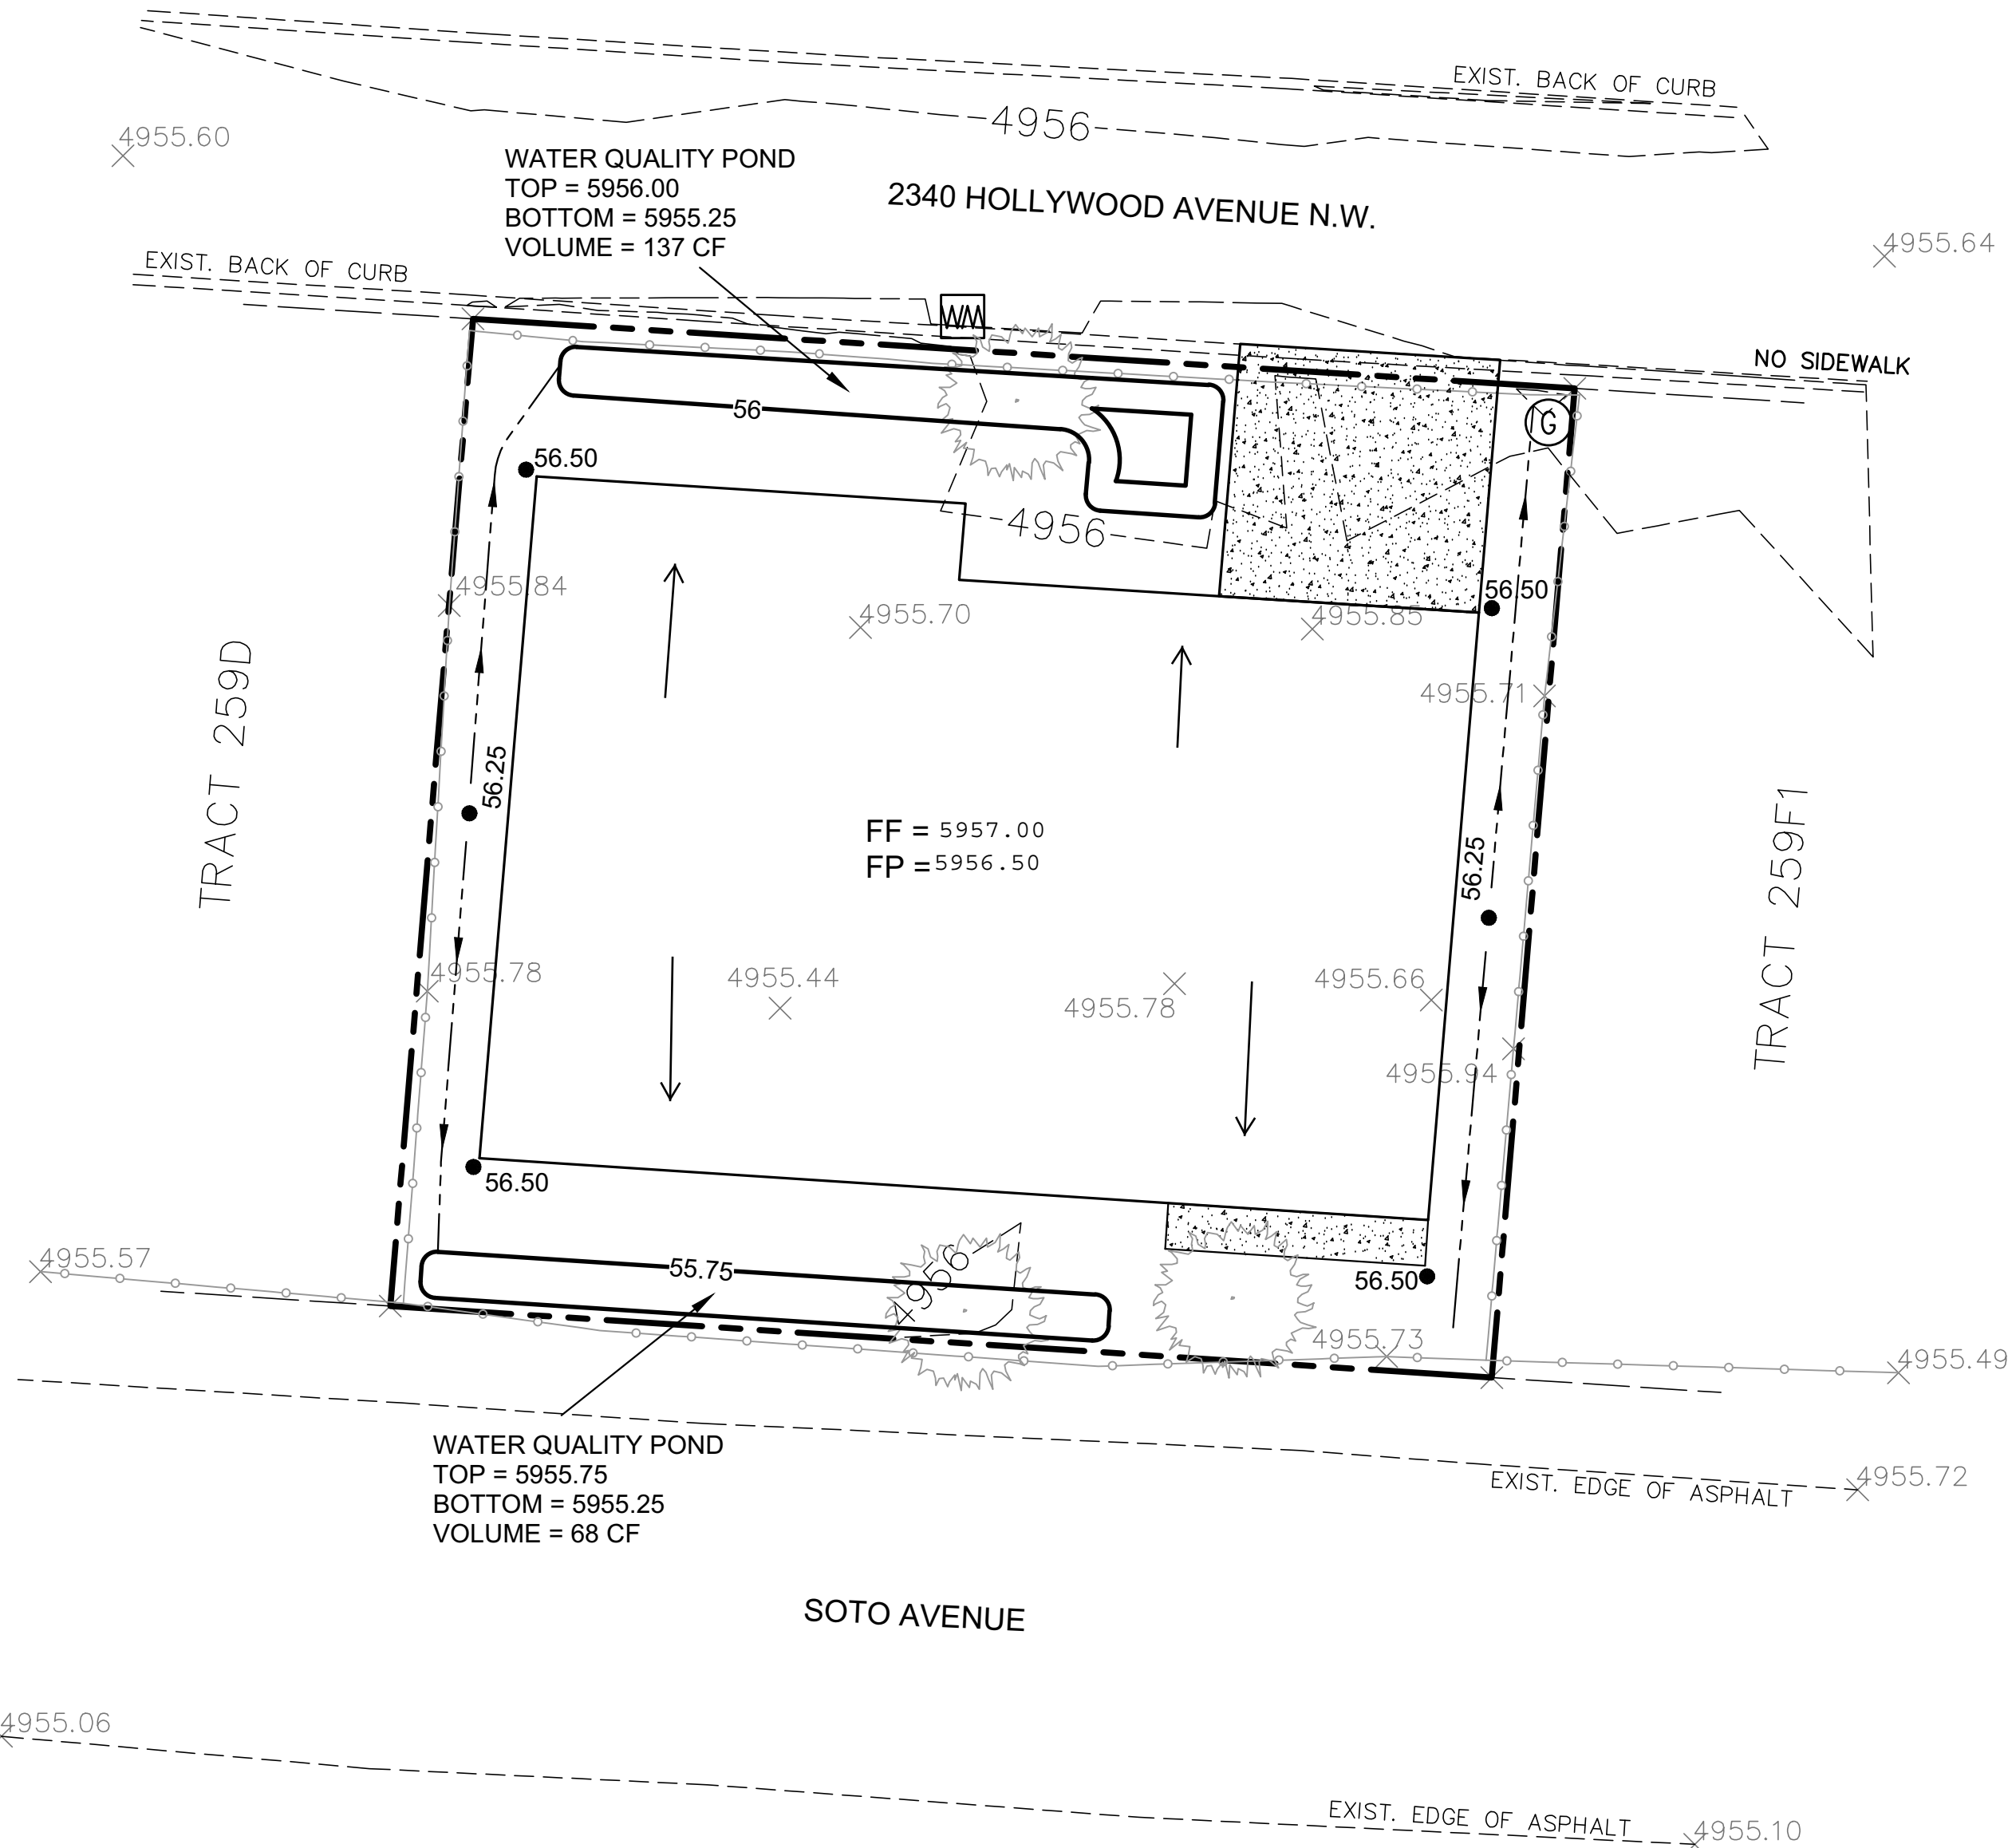 EXIST. BACK OF CURB
4956
4955.60
WATER QUALITY POND
TOP = 5956.00
BOTTOM = 5955.25
VOLUME = 137 CF
2340 HOLLYWOOD AVENUE N.W.
4955.64
EXIST. BACK OF CURB
WM
NO SIDEWALK
56
G
56.50
4956
4955.84
56.50
4955.70
4955.85
4955.71
TRACT 259D
56.25
FF = 5957.00
FP = 5956.50
56.25
TRACT 259F1
4955.78
4955.44
4955.78
4955.66
4955.94
56.50
4955.57
55.75
4956
56.50
4955.73
4955.49
WATER QUALITY POND
TOP = 5955.75
BOTTOM = 5955.25
VOLUME = 68 CF
4955.72
EXIST. EDGE OF ASPHALT
SOTO AVENUE
4955.06
EXIST. EDGE OF ASPHALT
4955.10